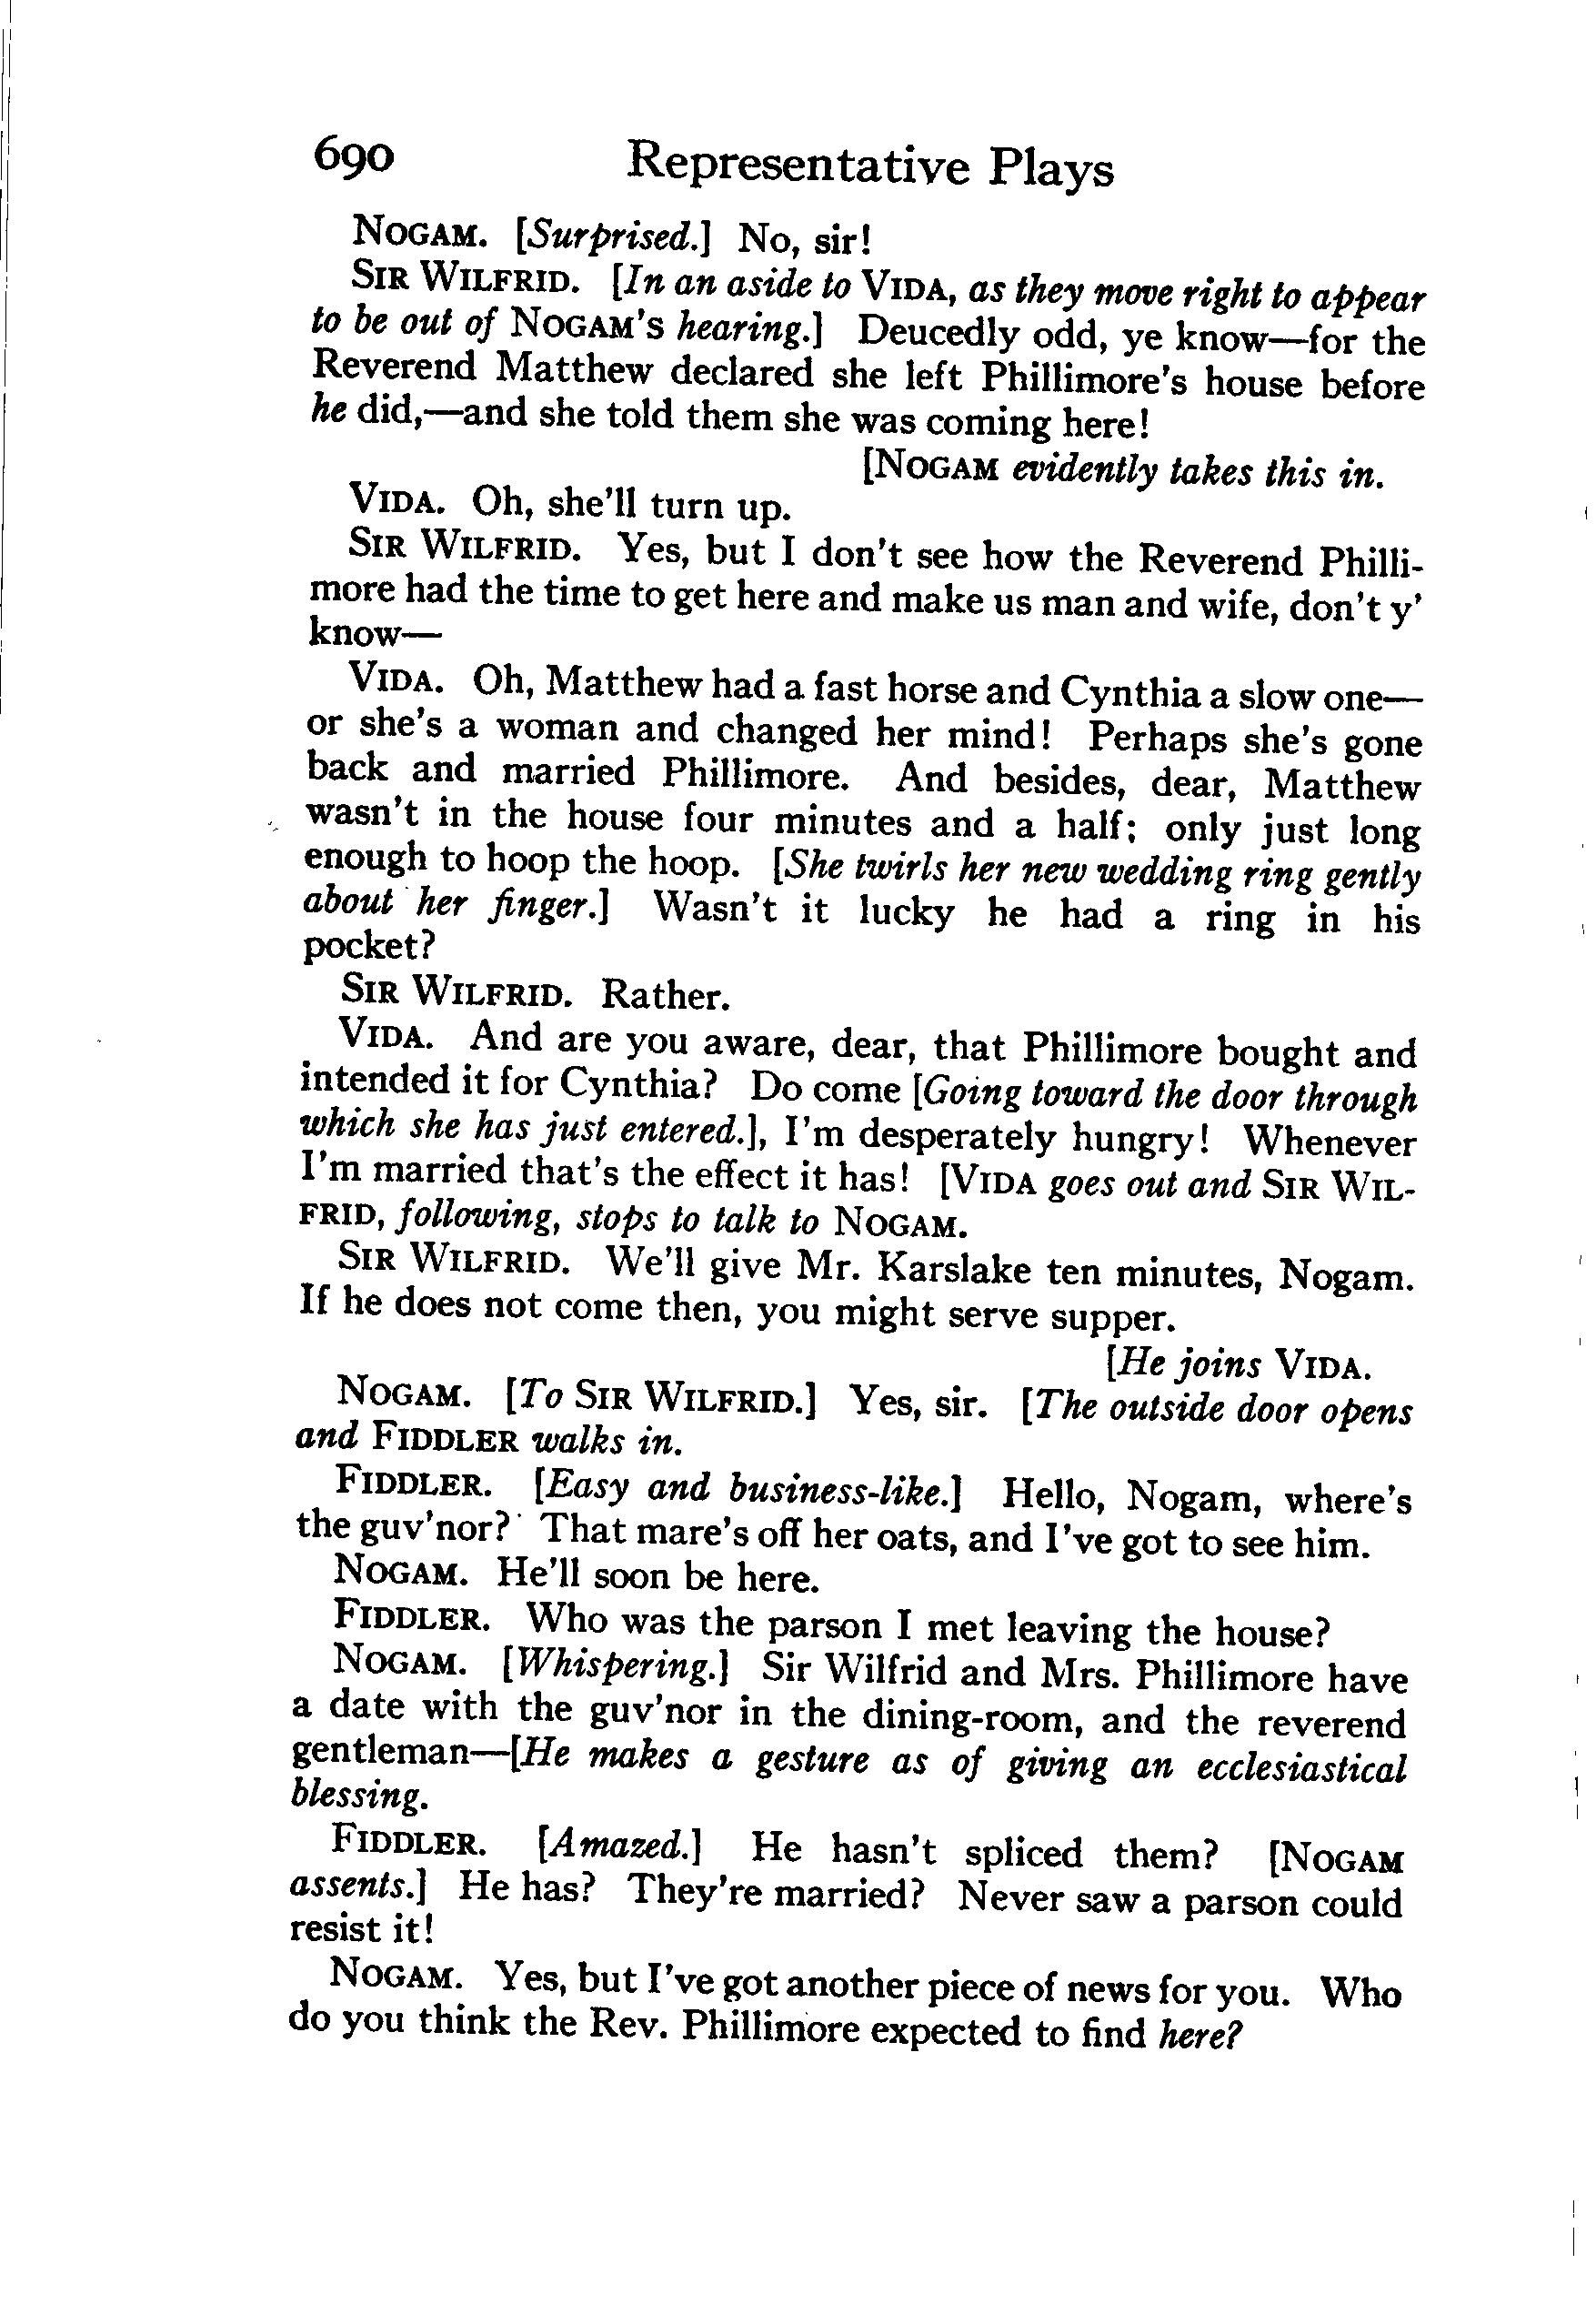 690 Representative Plays
NOGAM. [Surprised.] No, sir!
SIR WILFRID. [In an aside to VIDA, as they move right to appear
to be out of NOGAM'S hearing.] Deucedly odd, ye know—for the
Reverend Matthew declared she left Phillimore's house before
he did,—and she told them she was coming here!
[NOGAM evidently takes this in.
VIDA. Oh, she'll turn up.
SIR WILFRID. Yes, but I don't see how the Reverend Philli-
more had the time to get here and make us man and wife, don't y'
know—
VIDA. Oh, Matthew had a fast horse and Cynthia a slow one—
or she's a woman and changed her mind! Perhaps she's gone
back and married Phillimore. And besides, dear, Matthew
wasn't in the house four minutes and a half; only just long
enough to hoop the hoop. [She twirls her new wedding ring gently
about her finger.] Wasn't it lucky he had a ring in his
pocket?
SIR WILFRID. Rather.
VIDA. And are you aware, dear, that Phillimore bought and
intended it for Cynthia? Do come [Going toward the door through
which she has just entered.], I'm desperately hungry! Whenever
I'm married that's the effect it has! [VIDA goes out and SIR WIL-
FRID, following, stops to talk to NOGAM.
SIR WILFRID. We'll give Mr. Karslake ten minutes, Nogam.
If he does not come then, you might serve supper.
[He joins VIDA.
NOGAM. [To SIR WILFRID.] Yes, sir. [The outside door opens
and FIDDLER walks in.
FIDDLER. [Easy and business-like.] Hello, Nogam, where's
the guv'nor? That mare's off her oats, and I've got to see him.
NOGAM. He'll soon be here.
FIDDLER. Who was the parson I met leaving the house?
NOGAM. [Whispering.] Sir Wilfrid and Mrs. Phillimore have
a date with the guv'nor in the dining-room, and the reverend
gentleman—[He makes a gesture as of giving an ecclesiastical
blessing.
FIDDLER. [Amazed.] He hasn't spliced them? [NOGAM
assents.] He has? They're married? Never saw a parson could
resist it!
NOGAM. Yes, but I've got another piece of news for you. Who
do you think the Rev. Phillimore expected to find here?